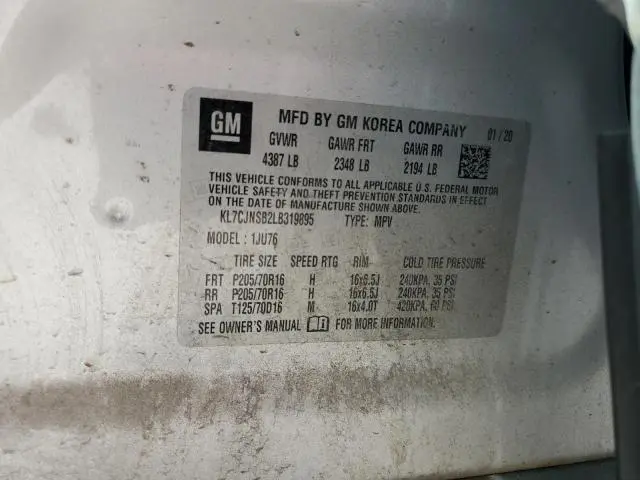 GM
MFD BY GM KOREA COMPANY 01/20
GVWR GAWR FRT GAWR RR
4387 LB 2348 LB 2194 LB
THIS VEHICLE CONFORMS TO ALL APPLICABLE U.S. FEDERAL MOTOR
VEHICLE SAFETY AND THEFT PREVENTION STANDARDS IN EFFECT
ON THE DATE OF MANUFACTURE SHOWN ABOVE.
KL7CJNSB2LB319895 TYPE: MPV
MODEL: 1JU76
TIRE SIZE SPEED RTG RIM COLD TIRE PRESSURE
FRT P205/70R16 H 16x6.5J 240KPA, 35 PSI
RR P205/70R16 H 16x6.5J 240KPA, 35 PSI
SPA T125/70D16 M 16x4.0T 420KPA, 60 PSI
SEE OWNER'S MANUAL FOR MORE INFORMATION.